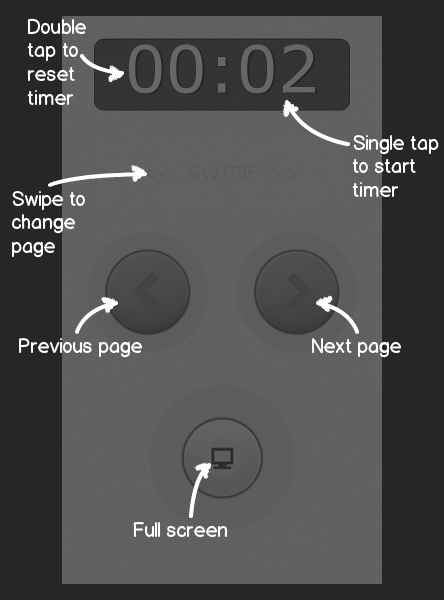 Double
tap to
reset
timer
00:02
Single tap
to start
timer
<< SWIPE >>
Swipe to
change
page
Previous page
Next page
Full screen